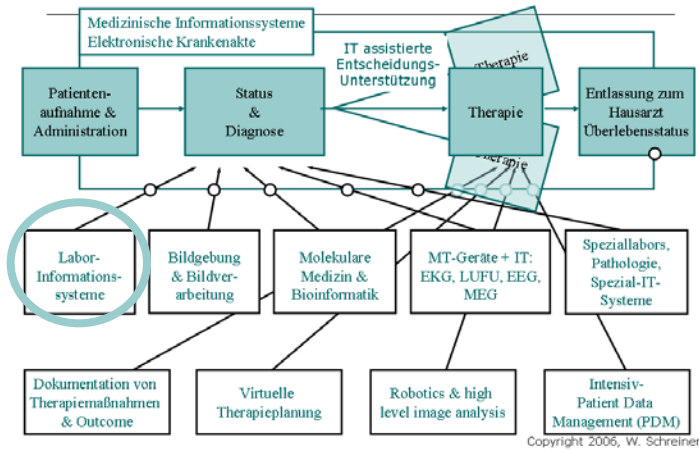 Medizinische Informationssysteme
Elektronische Krankenakte
IT assistierte
Entscheidungs-
Unterstützung
Therapie
Patienten-
aufnahme &
Administration
Status
&
Diagnose
Therapie
Entlassung zum
Hausarzt
Überlebensstatus
Therapie
Labor-
Informations-
systeme
Bildgebung
& Bildver-
arbeitung
Molekulare
Medizin &
Bioinformatik
MT-Geräte + IT:
EKG, LUFU, EEG,
MEG
Speziallabors,
Pathologie,
Spezial-IT-
Systeme
Dokumentation von
Therapiemaßnahmen
& Outcome
Virtuelle
Therapieplanung
Robotics & high
level image analysis
Intensiv-
Patient Data
Management (PDM)
Copyright 2006, W. Schreiner